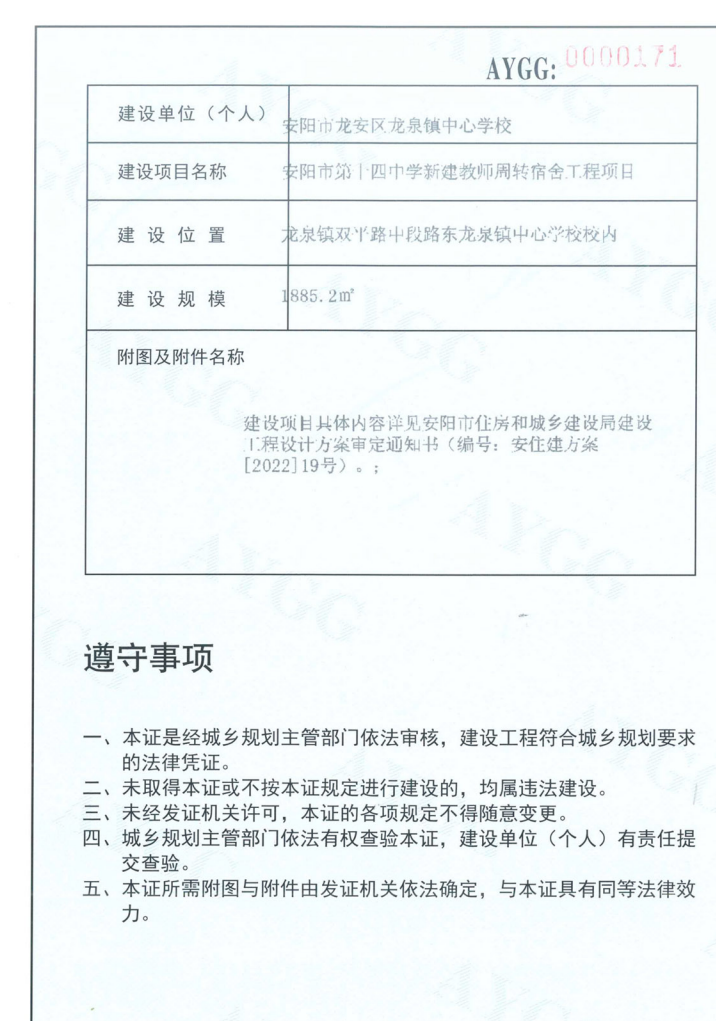 AYGG: 0000171
建设单位（个人） 安阳市龙安区龙泉镇中心学校
建设项目名称 安阳市第十四中学新建教师周转宿舍工程项目
建设位置 龙泉镇双平路中段路东龙泉镇中心学校校内
建设规模 1885.2㎡
附图及附件名称
建设项目具体内容详见安阳市住房和城乡建设局建设
工程设计方案审定通知书（编号：安住建方案
[2022]19号）。;
遵守事项
一、本证是经城乡规划主管部门依法审核，建设工程符合城乡规划要求
的法律凭证。
二、未取得本证或不按本证规定进行建设的，均属违法建设。
三、未经发证机关许可，本证的各项规定不得随意变更。
四、城乡规划主管部门依法有权查验本证，建设单位（个人）有责任提
交查验。
五、本证所需附图与附件由发证机关依法确定，与本证具有同等法律效
力。